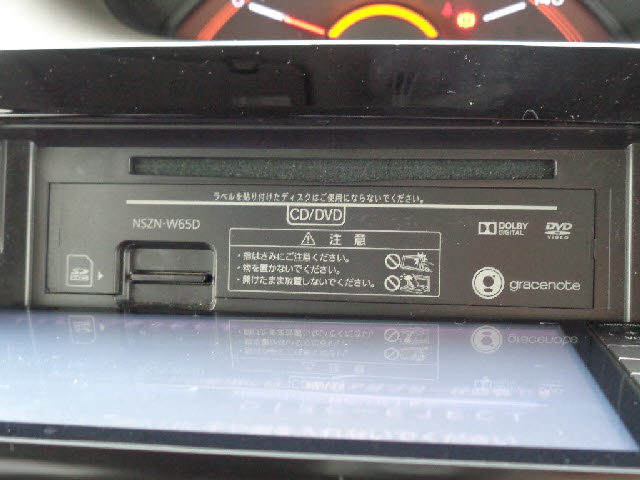 0
140
ラベルを貼り付けたディスクはご使用にならないでください。
CD/DVD
NSZN-W65D
注意
・指はさみにご注意ください。
・物を置かないでください。
・開けたまま放置しないでください。
DOLBY
DIGITAL
DVD
VIDEO
SD
gracenote